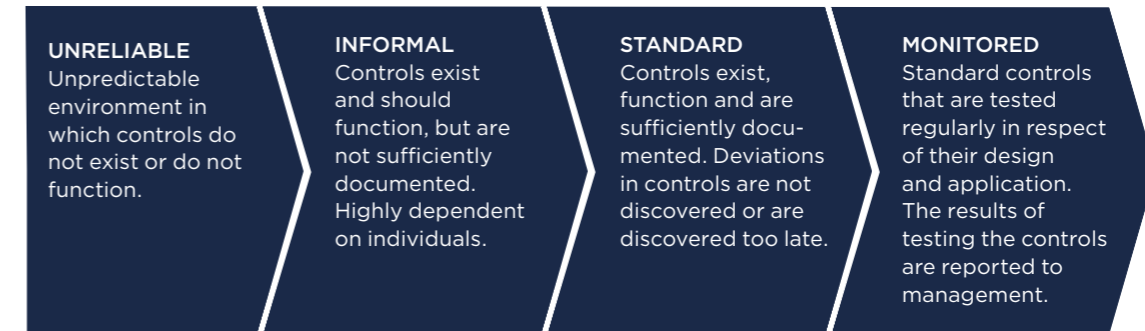 UNRELIABLE
Unpredictable
environment in
which controls do
not exist or do not
function.
INFORMAL
Controls exist
and should
function, but are
not sufficiently
documented.
Highly dependent
on individuals.
STANDARD
Controls exist,
function and are
sufficiently docu-
mented. Deviations
in controls are not
discovered or are
discovered too late.
MONITORED
Standard controls
that are tested
regularly in respect
of their design
and application.
The results of
testing the controls
are reported to
management.